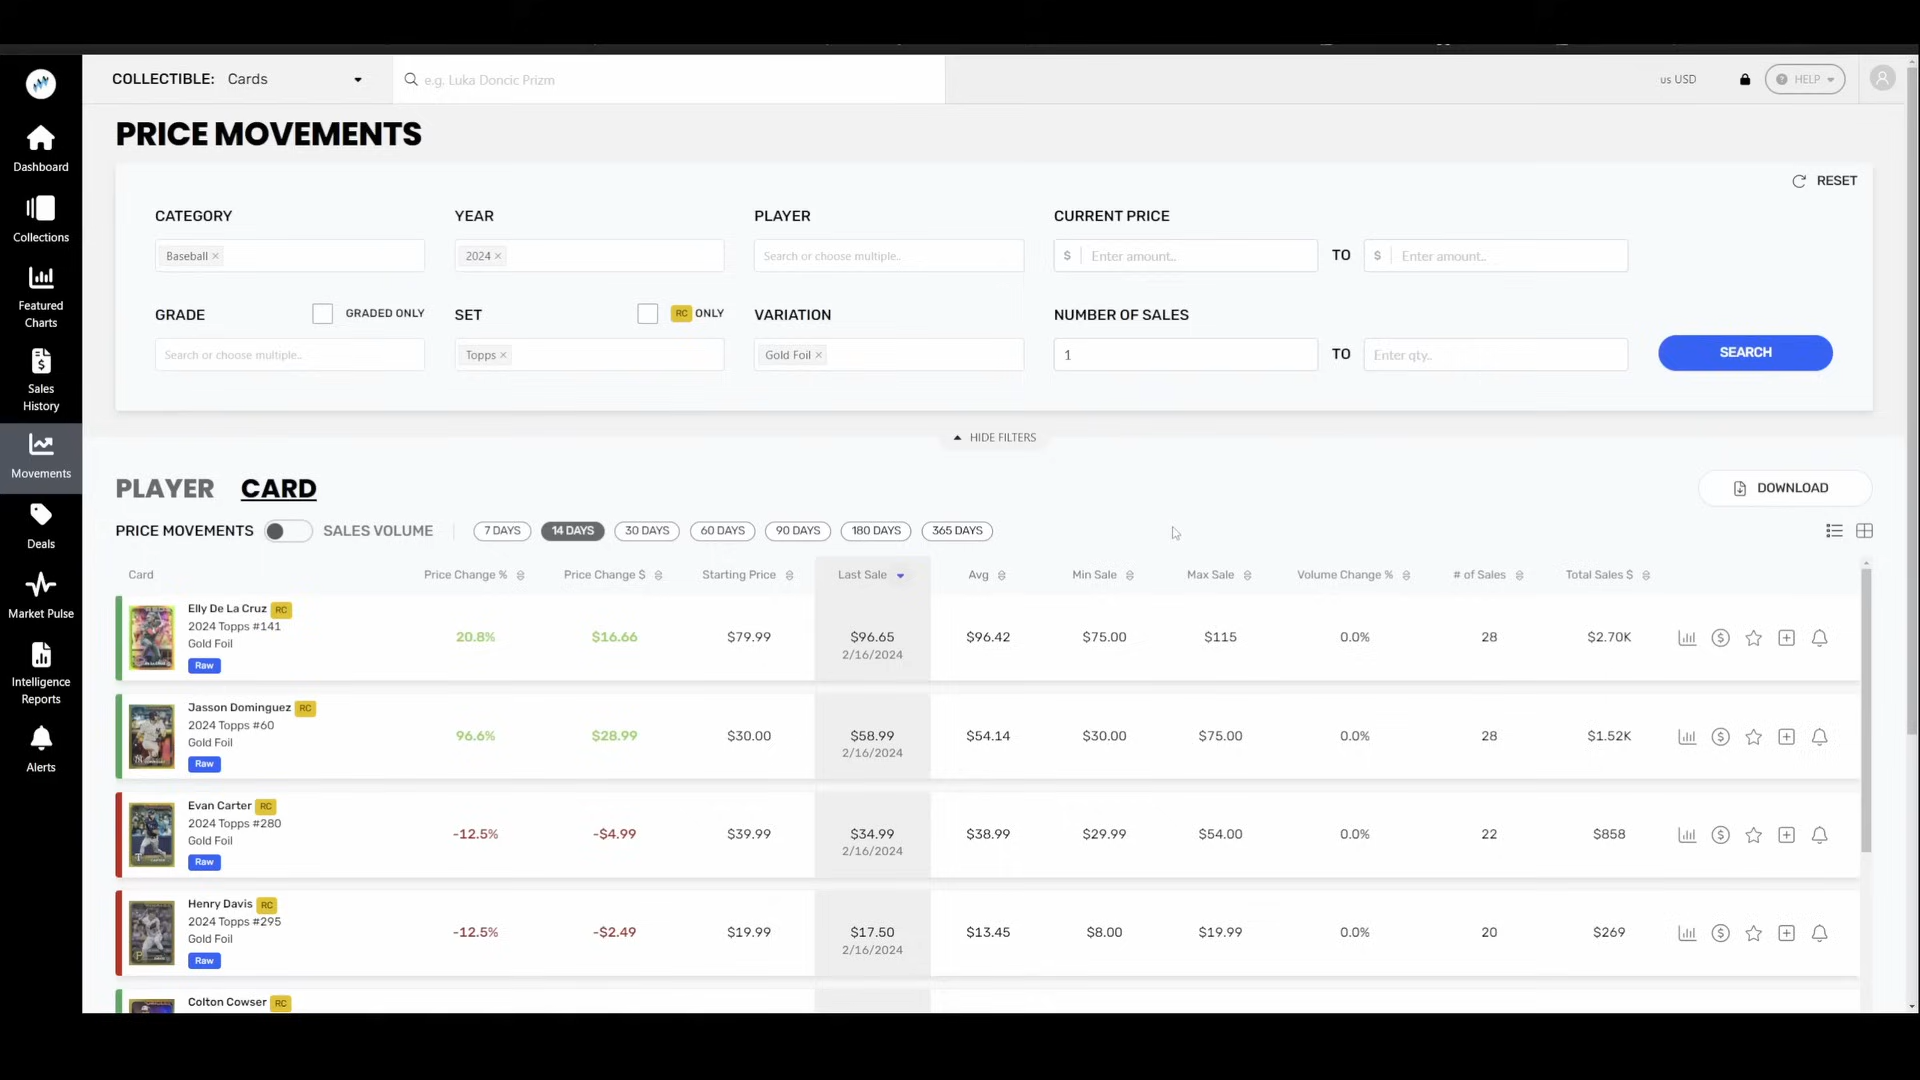 COLLECTIBLE: Cards
e.g. Luka Doncic Prizm
us USD
HELP
PRICE MOVEMENTS
RESET
CATEGORY YEAR PLAYER CURRENT PRICE
Baseball × 2024 × Search or choose multiple.. $ Enter amount.. TO $ Enter amount..
GRADE GRADED ONLY SET RC ONLY VARIATION NUMBER OF SALES
Search or choose multiple.. Topps × Gold Foil × 1 TO Enter qty.. SEARCH
HIDE FILTERS
PLAYER CARD DOWNLOAD
PRICE MOVEMENTS SALES VOLUME 7 DAYS 14 DAYS 30 DAYS 60 DAYS 90 DAYS 180 DAYS 365 DAYS
Card Price Change % Price Change $ Starting Price Last Sale Avg Min Sale Max Sale Volume Change % # of Sales Total Sales $
Elly De La Cruz RC
2024 Topps #141
Gold Foil
Raw
20.8% $16.66 $79.99 $96.65 $96.42 $75.00 $115 0.0% 28 $2.70K
2/16/2024
Jasson Dominguez RC
2024 Topps #60
Gold Foil
Raw
96.6% $28.99 $30.00 $58.99 $54.14 $30.00 $75.00 0.0% 28 $1.52K
2/16/2024
Evan Carter RC
2024 Topps #280
Gold Foil
Raw
-12.5% -$4.99 $39.99 $34.99 $38.99 $29.99 $54.00 0.0% 22 $858
2/16/2024
Henry Davis RC
2024 Topps #295
Gold Foil
Raw
-12.5% -$2.49 $19.99 $17.50 $13.45 $8.00 $19.99 0.0% 20 $269
2/16/2024
Colton Cowser RC
Dashboard
Collections
Featured
Charts
Sales
History
Movements
Deals
Market Pulse
Intelligence
Reports
Alerts